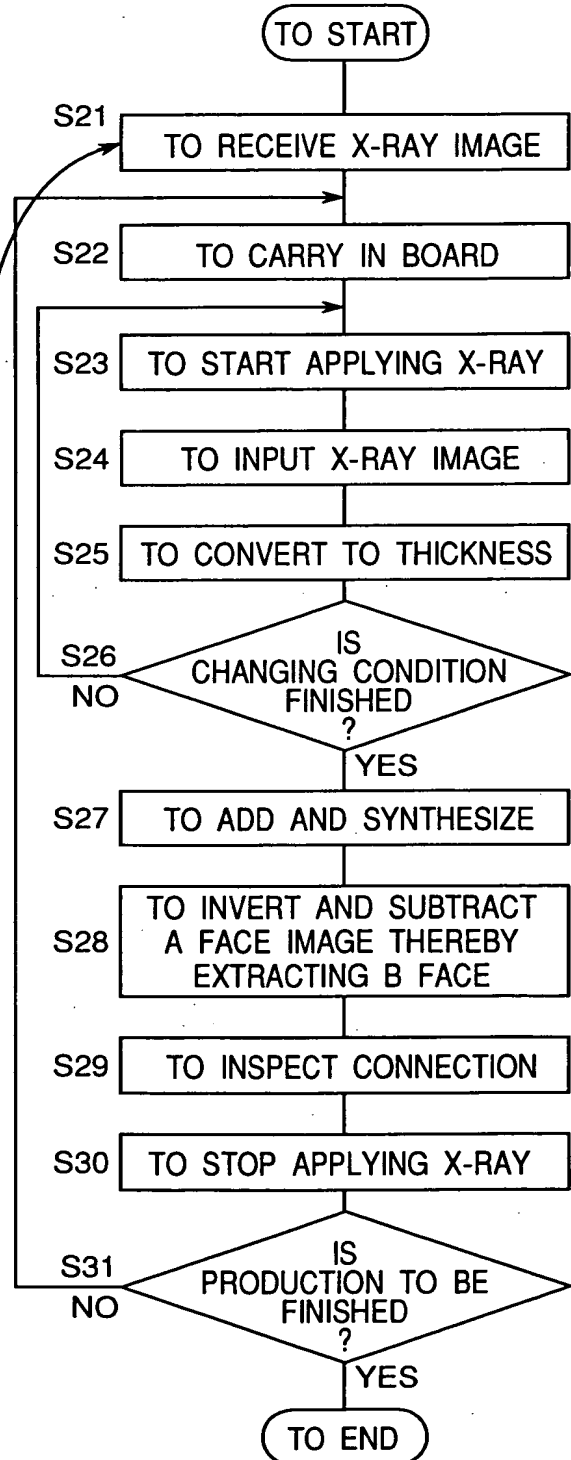 TO START
S21
TO RECEIVE X-RAY IMAGE
S22
TO CARRY IN BOARD
S23
TO START APPLYING X-RAY
S24
TO INPUT X-RAY IMAGE
S25
TO CONVERT TO THICKNESS
S26
NO
IS
CHANGING CONDITION
FINISHED
?
YES
S27
TO ADD AND SYNTHESIZE
S28
TO INVERT AND SUBTRACT
A FACE IMAGE THEREBY
EXTRACTING B FACE
S29
TO INSPECT CONNECTION
S30
TO STOP APPLYING X-RAY
S31
NO
IS
PRODUCTION TO BE
FINISHED
?
YES
TO END